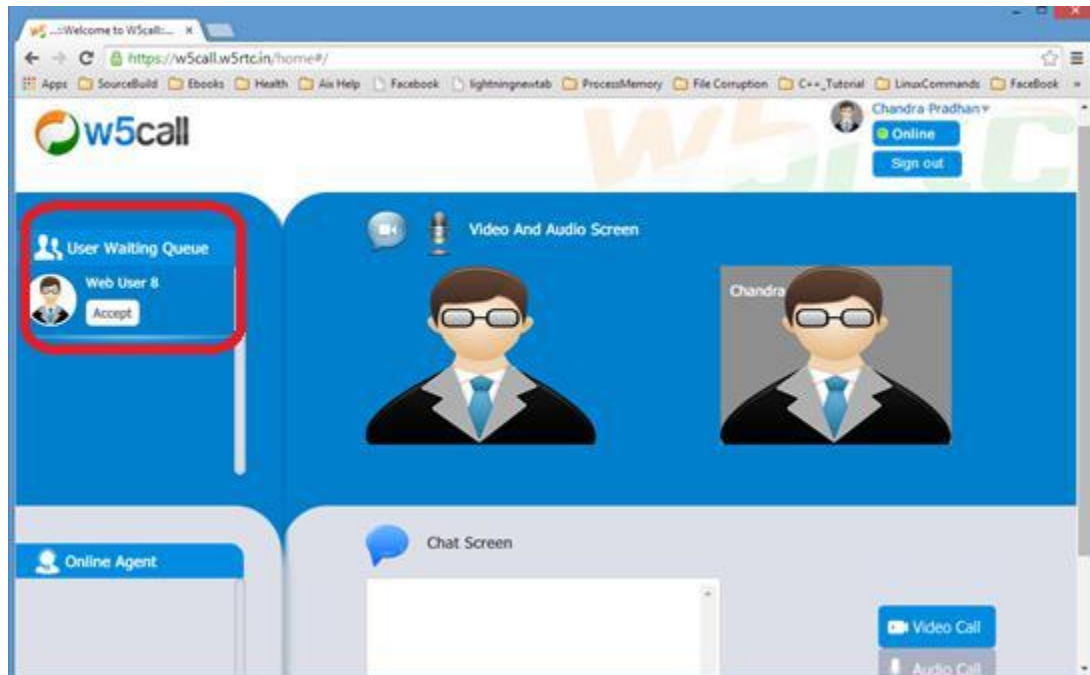 ...::Welcome to W5call::...
https://w5call.w5rtc.in/home#/
Apps SourceBuild Ebooks Health Aix Help Facebook lightningnewtab ProcessMemory File Corruption C++_Tutorial LinuxCommands FaceBook »
w5call
W5RTC
Chandra Pradhan
Online
Sign out
User Waiting Queue
Web User 8
Accept
Video And Audio Screen
Chandra
Online Agent
Chat Screen
Video Call
Audio Call